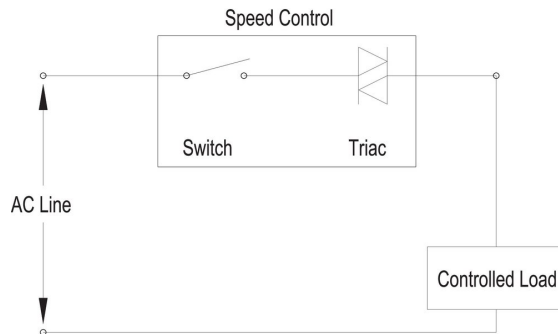 Speed Control
Switch
Triac
AC Line
Controlled Load